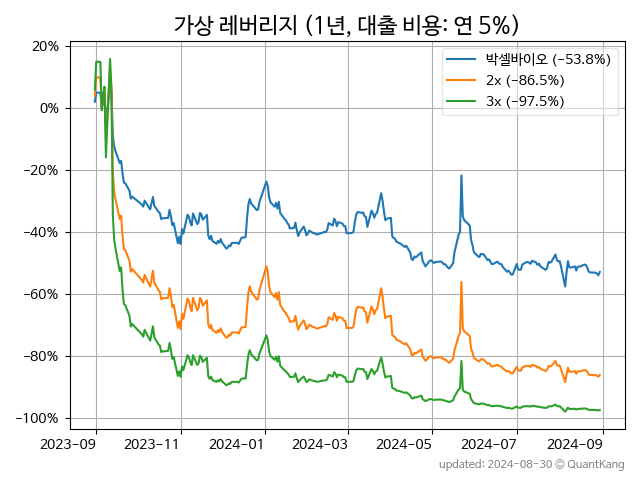 가상 레버리지 (1년, 대출 비용: 연 5%)
박셀바이오 (-53.8%)
2x (-86.5%)
3x (-97.5%)
20%
0%
-20%
-40%
-60%
-80%
-100%
2023-09 2023-11 2024-01 2024-03 2024-05 2024-07 2024-09
updated: 2024-08-30 © QuantKang